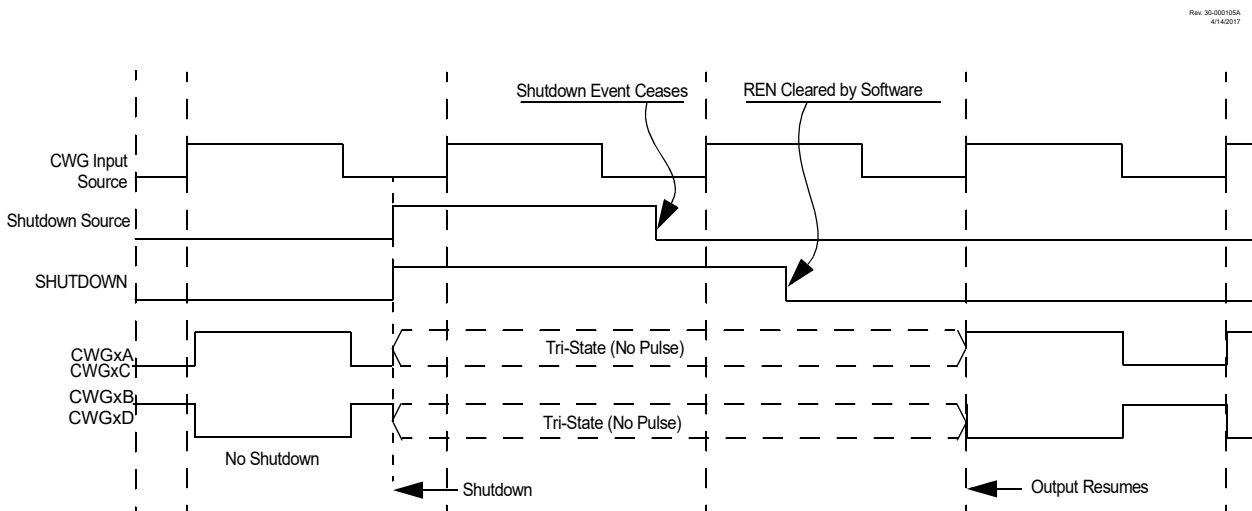 Rev. 30-000105A
4/14/2017
Shutdown Event Ceases
REN Cleared by Software
CWG Input
Source
Shutdown Source
SHUTDOWN
CWGxA
CWGxC
Tri-State (No Pulse)
CWGxB
CWGxD
Tri-State (No Pulse)
No Shutdown
Shutdown
Output Resumes